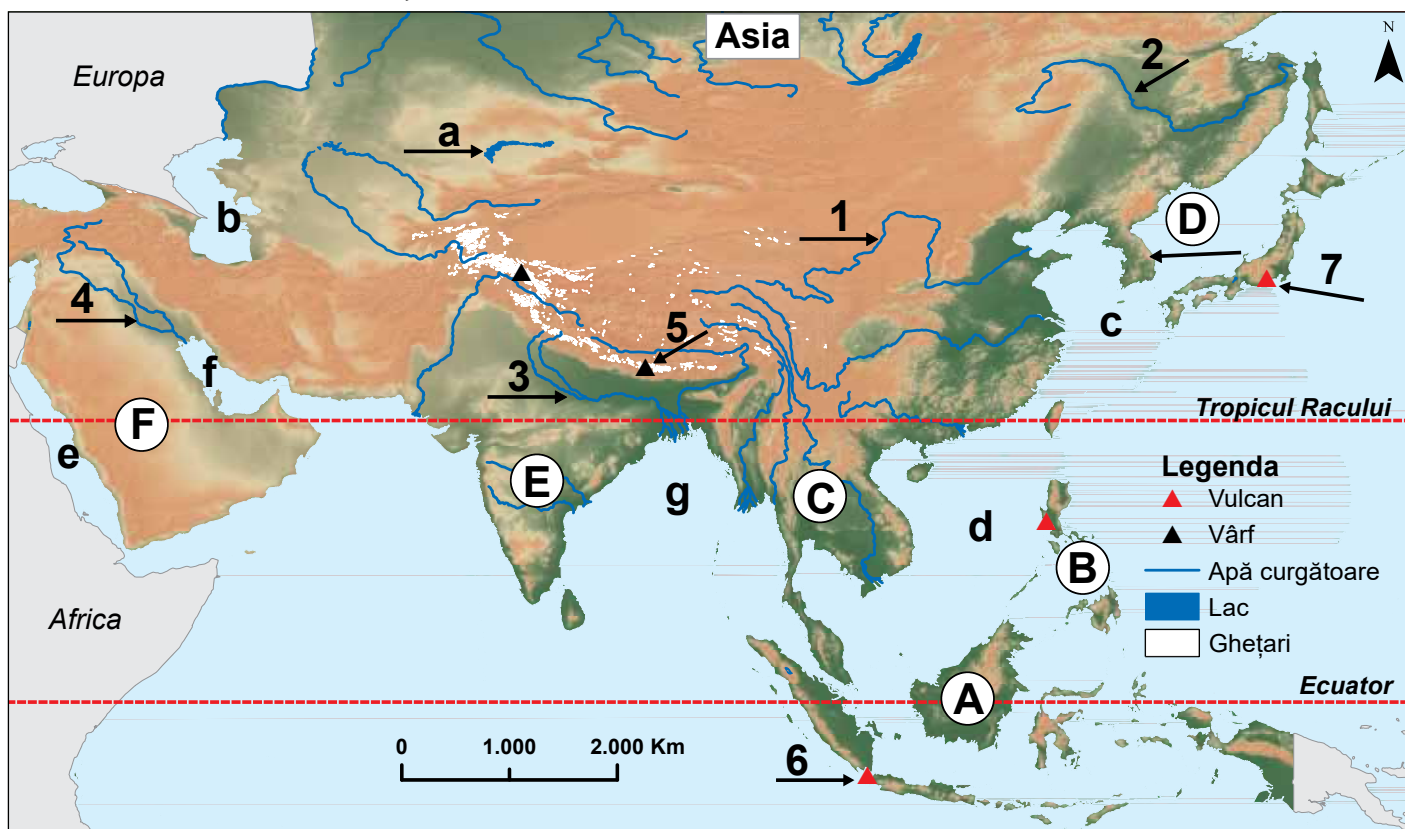 Asia
N
Europa
2
a
1
b
D
7
4
5
c
f
3
Tropicul Racului
F
e
Legenda
E
g
C
Vulcan
d
Vârf
B
Apă curgătoare
Africa
Lac
Ghețari
A
Ecuator
0 1.000 2.000 Km
6